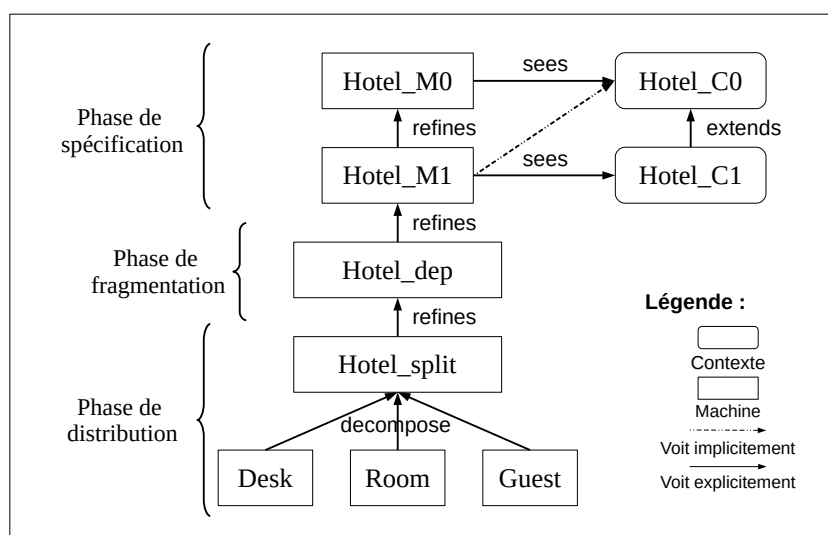 Phase de
spécification
Hotel_M0
sees
Hotel_C0
refines
extends
Hotel_M1
sees
Hotel_C1
refines
Phase de
fragmentation
Hotel_dep
refines
Phase de
distribution
Hotel_split
decompose
Desk
Room
Guest
Légende :
Contexte
Machine
Voit implicitement
Voit explicitement